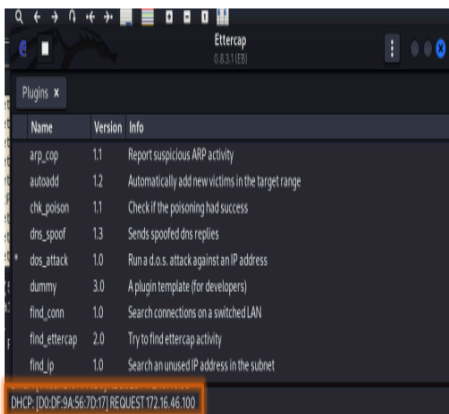 Ettercap
0.8.3.1 (EB)
Plugins ×
Name Version Info
arp_cop 1.1 Report suspicious ARP activity
autoadd 1.2 Automatically add new victims in the target range
chk_poison 1.1 Check if the poisoning had success
dns_spoof 1.3 Sends spoofed dns replies
* dos_attack 1.0 Run a d.o.s. attack against an IP address
dummy 3.0 A plugin template (for developers)
find_conn 1.0 Search connections on a switched LAN
find_ettercap 2.0 Try to find ettercap activity
find_ip 1.0 Search an unused IP address in the subnet
DHCP: [D0:DF:9A:56:7D:17] REQUEST 172.16.46.100